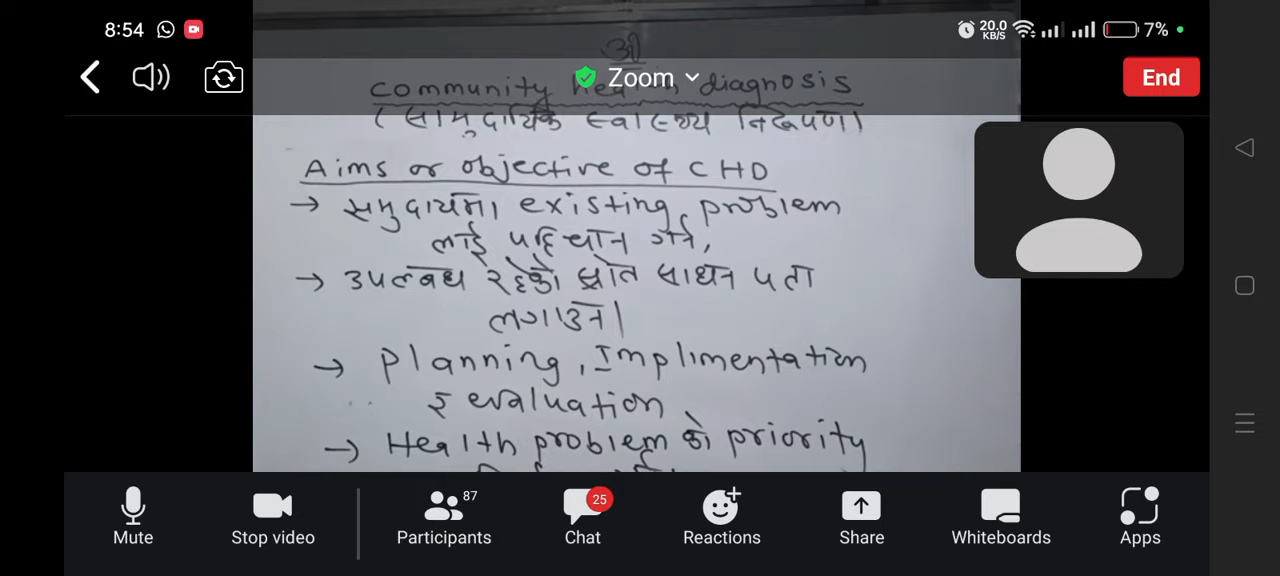 8:54
20.0 KB/S
7%
Zoom
End
Community Health diagnosis
(सामुदायिक स्वास्थ्य निरूपण)
Aims or objective of CHD
→ समुदायमा existing problem
लाई पहिचान गर्न,
→ उपलब्ध रहेको स्रोत साधन पता
लगाउन।
→ Planning, Implimentation
र evaluation
→ Health problem को priority
Mute
Stop video
87
Participants
25
Chat
Reactions
Share
Whiteboards
Apps